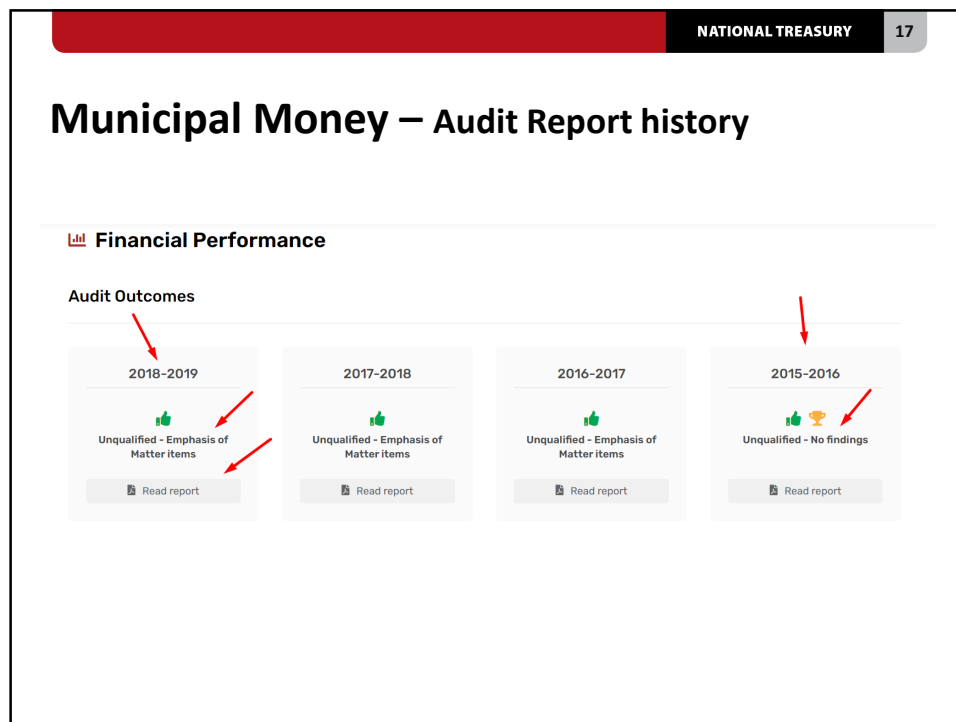 NATIONAL TREASURY 17
Municipal Money – Audit Report history
Financial Performance
Audit Outcomes
2018-2019
Unqualified - Emphasis of
Matter items
Read report
2017-2018
Unqualified - Emphasis of
Matter items
Read report
2016-2017
Unqualified - Emphasis of
Matter items
Read report
2015-2016
Unqualified - No findings
Read report